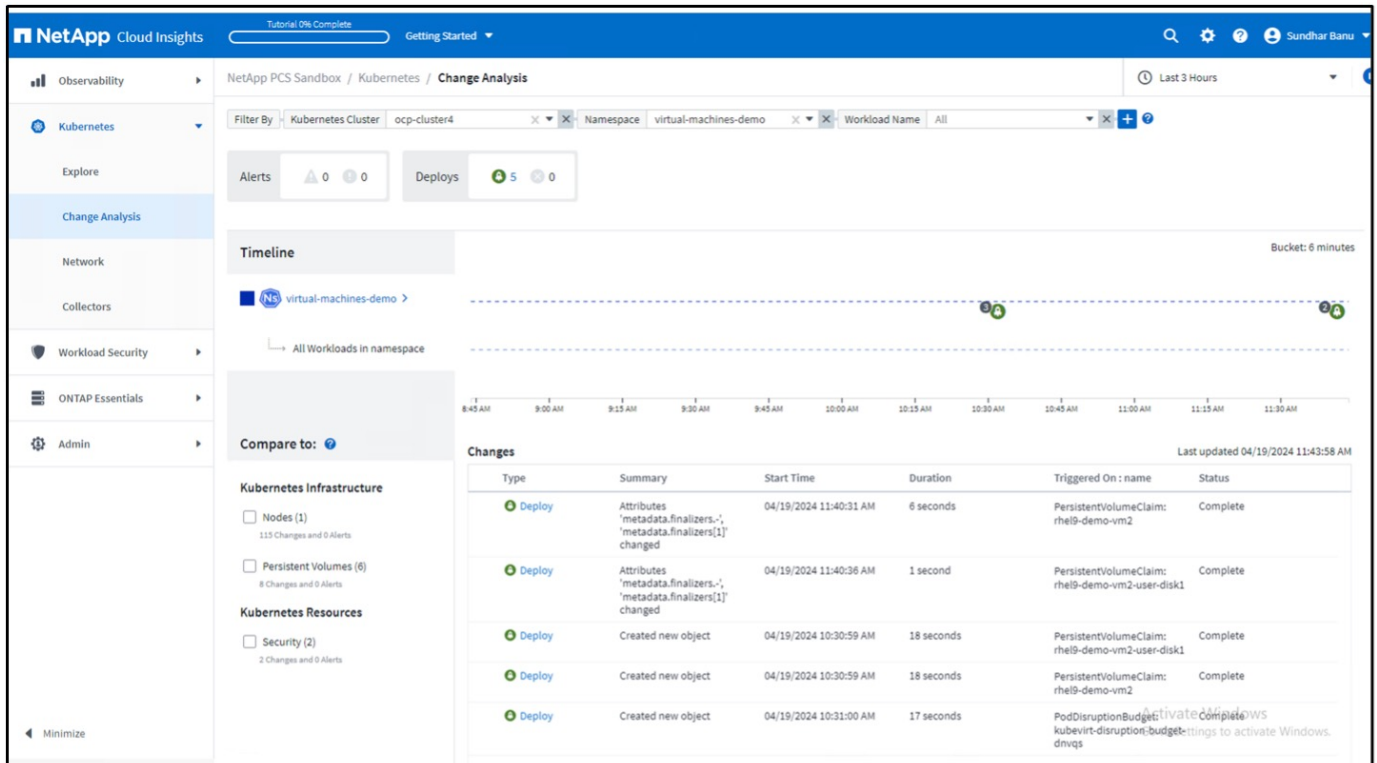 Tutorial 0% Complete
NetApp Cloud Insights
Getting Started
Sundhar Banu
Observability
NetApp PCS Sandbox / Kubernetes / Change Analysis
Last 3 Hours
Kubernetes
Filter By Kubernetes Cluster ocp-cluster4 Namespace virtual-machines-demo Workload Name All
Explore
Alerts 0 0 Deploys 5 0
Change Analysis
Network
Collectors
Workload Security
ONTAP Essentials
Admin
Minimize
Timeline
Bucket: 6 minutes
Ns virtual-machines-demo
3 2
All Workloads in namespace
8:45 AM 9:00 AM 9:15 AM 9:30 AM 9:45 AM 10:00 AM 10:15 AM 10:30 AM 10:45 AM 11:00 AM 11:15 AM 11:30 AM
Compare to:
Kubernetes Infrastructure
Nodes (1)
115 Changes and 0 Alerts
Persistent Volumes (6)
8 Changes and 0 Alerts
Kubernetes Resources
Security (2)
2 Changes and 0 Alerts
Changes
Last updated 04/19/2024 11:43:58 AM
Type Summary Start Time Duration Triggered On : name Status
Deploy Attributes 04/19/2024 11:40:31 AM 6 seconds PersistentVolumeClaim: Complete
'metadata.finalizers.-', rhel9-demo-vm2
'metadata.finalizers[1]'
changed
Deploy Attributes 04/19/2024 11:40:36 AM 1 second PersistentVolumeClaim: Complete
'metadata.finalizers.-', rhel9-demo-vm2-user-disk1
'metadata.finalizers[1]'
changed
Deploy Created new object 04/19/2024 10:30:59 AM 18 seconds PersistentVolumeClaim: Complete
rhel9-demo-vm2-user-disk1
Deploy Created new object 04/19/2024 10:30:59 AM 18 seconds PersistentVolumeClaim: Complete
rhel9-demo-vm2
Deploy Created new object 04/19/2024 10:31:00 AM 17 seconds PodDisruptionBudget: Complete
kubevirt-disruption-budget-
dnvqs
Activate Windows
settings to activate Windows.